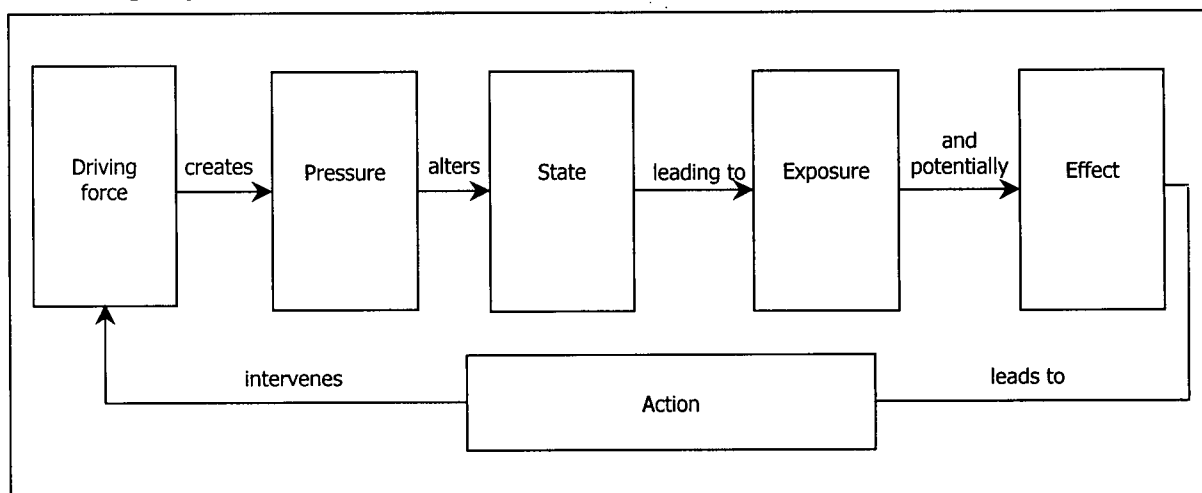 Driving
force
creates
Pressure
alters
State
leading to
Exposure
and
potentially
Effect
intervenes
Action
leads to